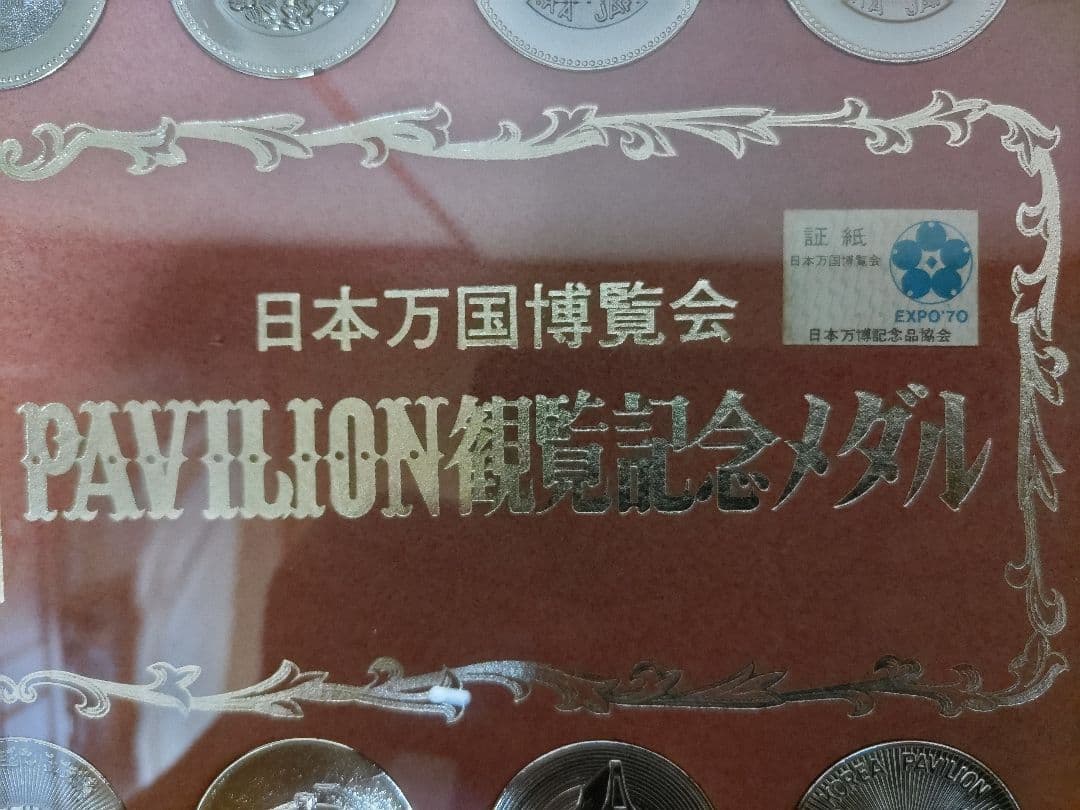 証紙
日本万国博覧会
EXPO'70
日本万博記念品協会
日本万国博覧会
PAVILION観覧記念メダル
KOREA PAVILION